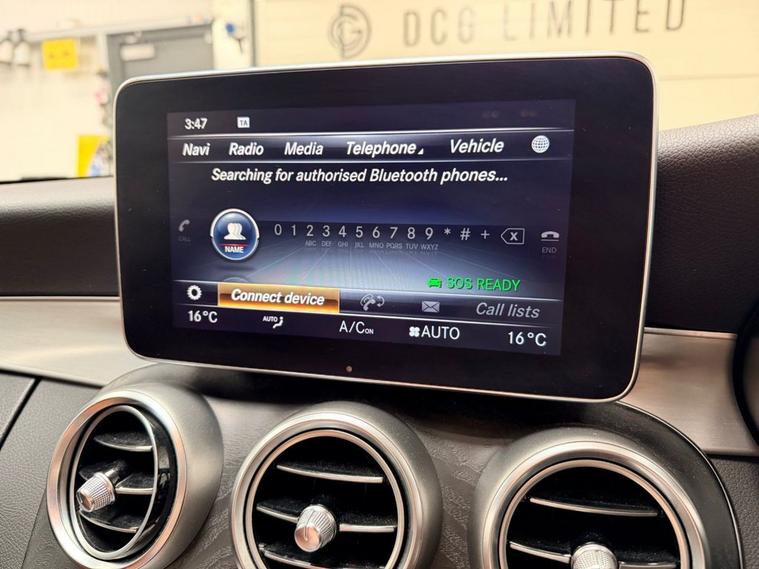 DCG LIMITED
3:47 TA
Navi Radio Media Telephone Vehicle
Searching for authorised Bluetooth phones...
CALL NAME 0 1 2 3 4 5 6 7 8 9 * # + END
ABC DEF GHI JKL MNO PQRS TUV WXYZ
SOS READY
Connect device Call lists
16°C AUTO A/C ON AUTO 16°C